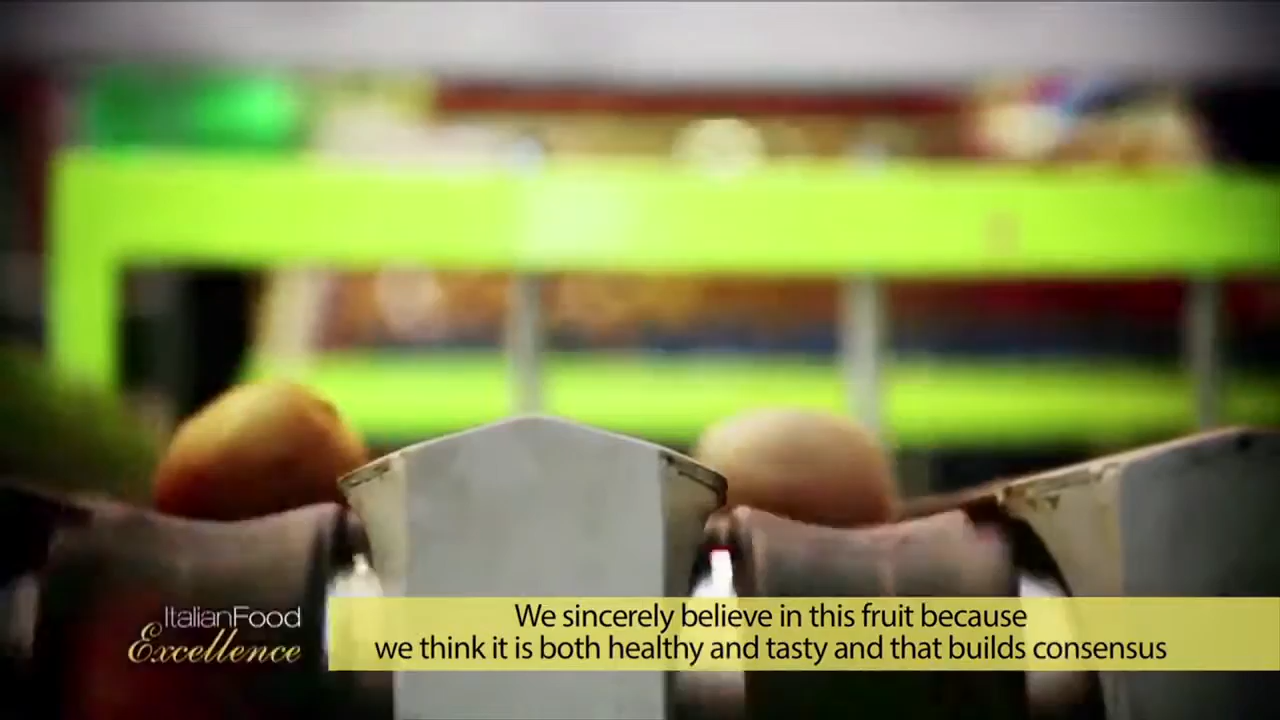 ItalianFood
Excellence
We sincerely believe in this fruit because
we think it is both healthy and tasty and that builds consensus